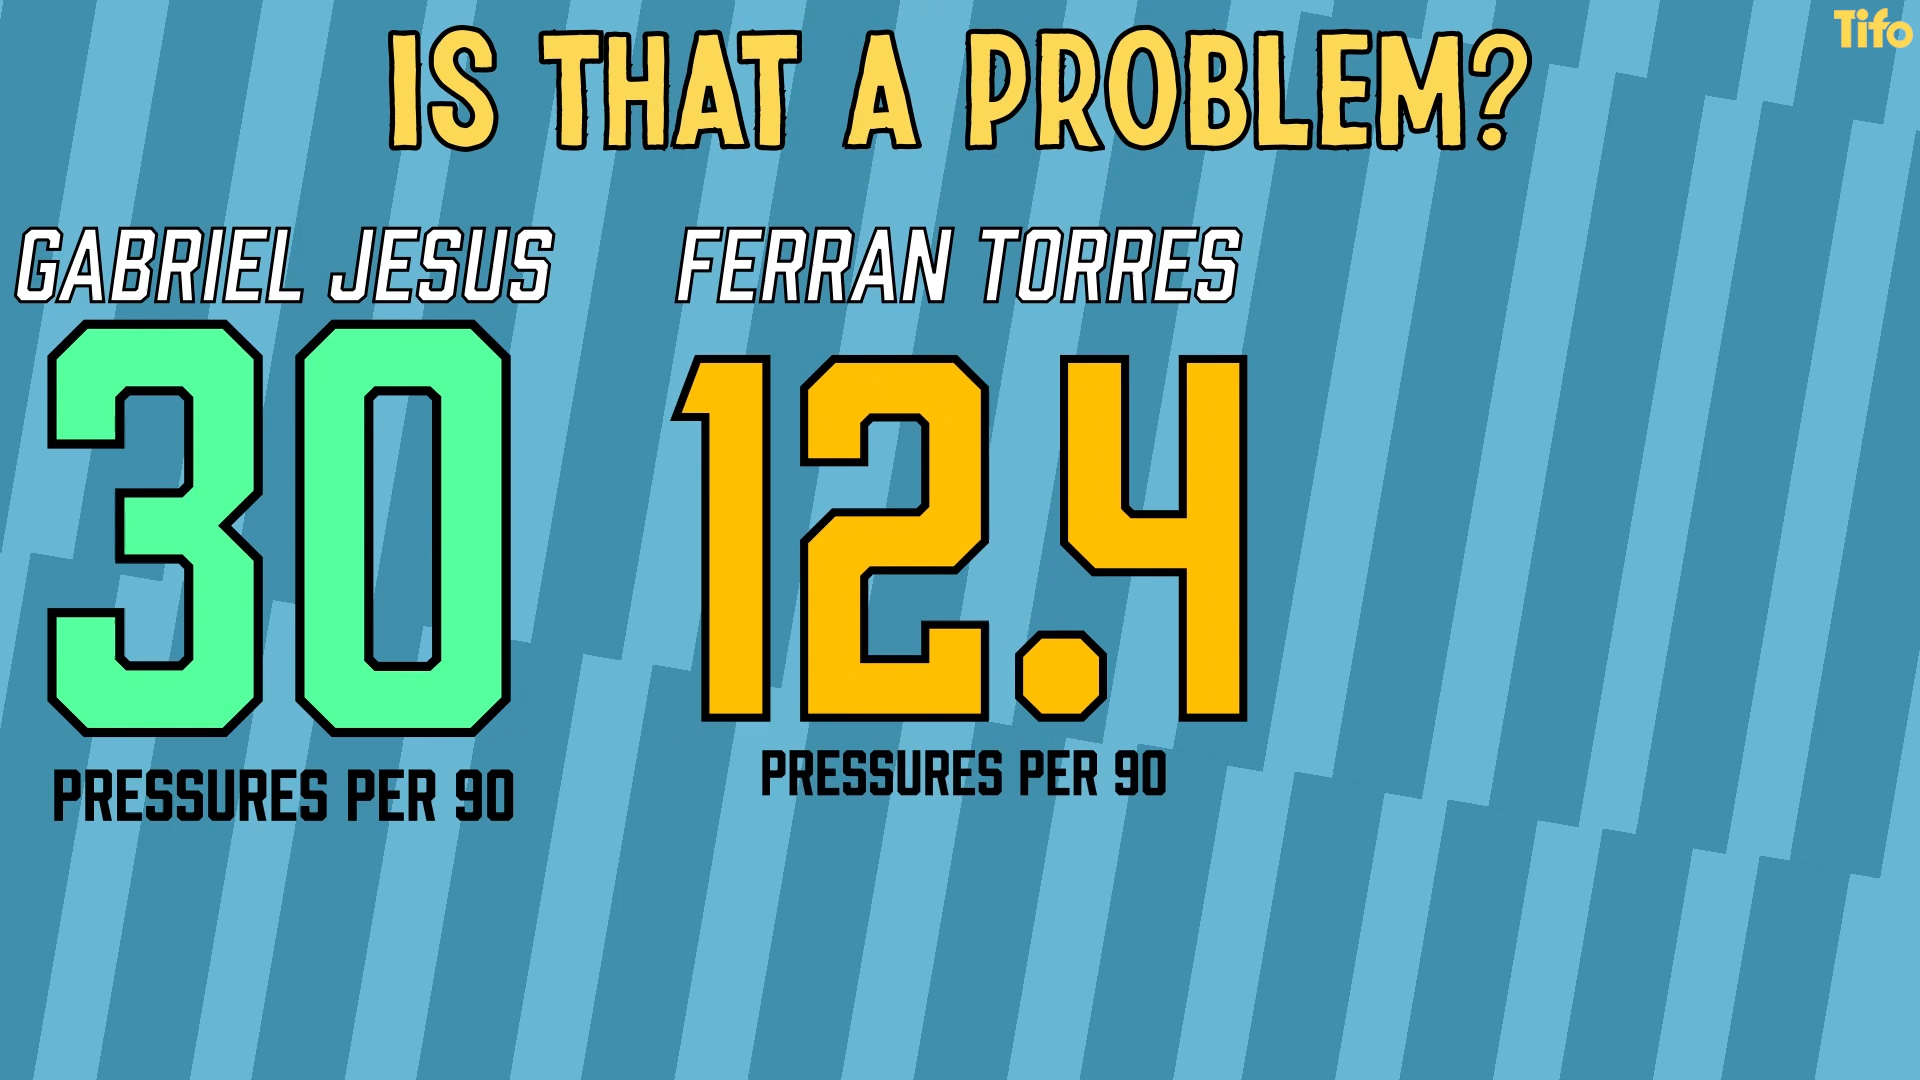 Tifo
IS THAT A PROBLEM?
GABRIEL JESUS
30
PRESSURES PER 90
FERRAN TORRES
12.4
PRESSURES PER 90